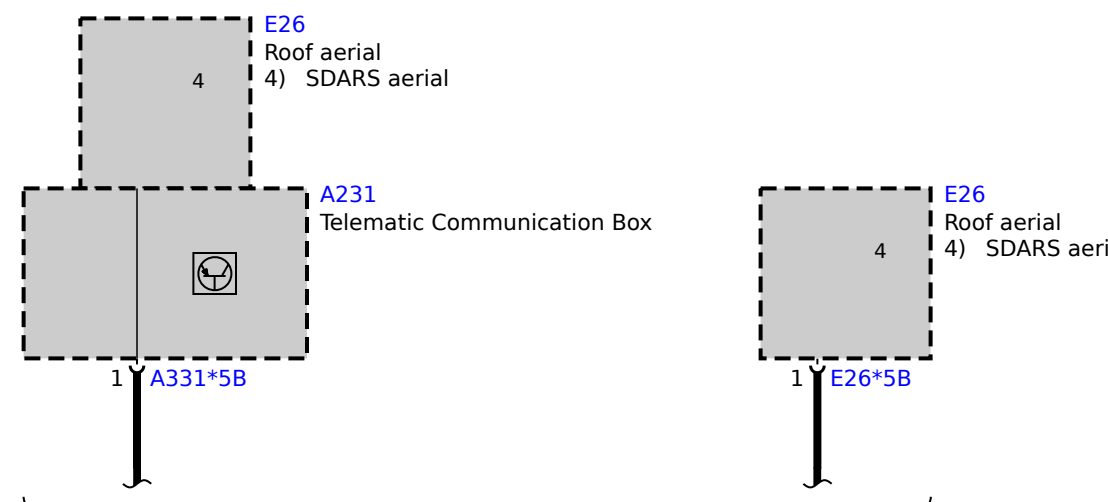 E26
Roof aerial
4) SDARS aerial
4
A231
Telematic Communication Box
1 A331*5B
E26
Roof aerial
4) SDARS aeri
4
1 E26*5B